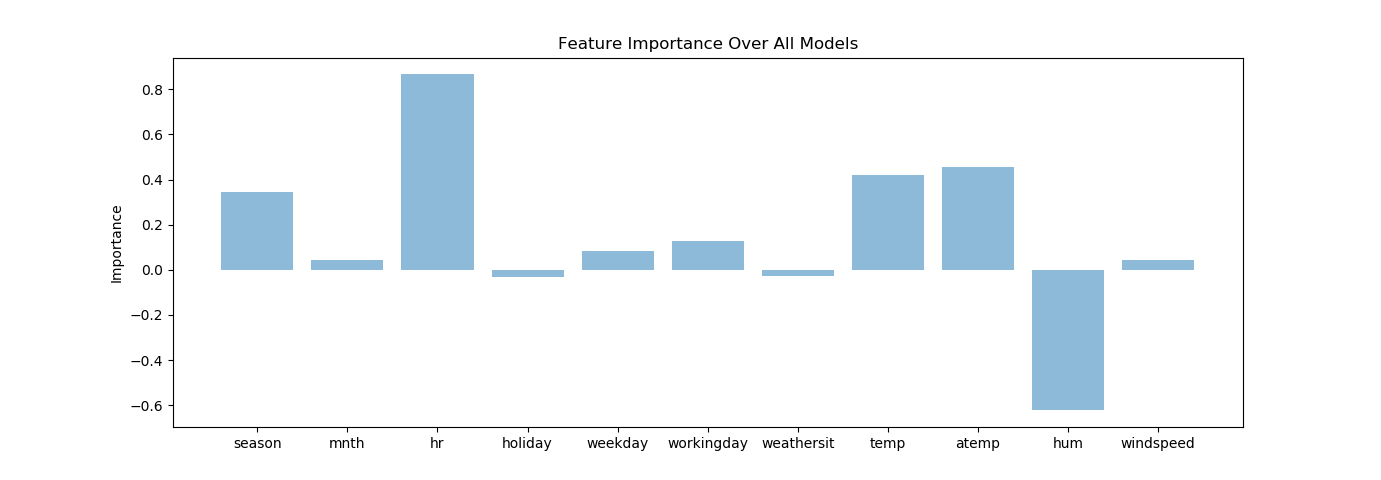 Feature Importance Over All Models
Importance
0.8
0.6
0.4
0.2
0.0
−0.2
−0.4
−0.6
season mnth hr holiday weekday workingday weathersit temp atemp hum windspeed